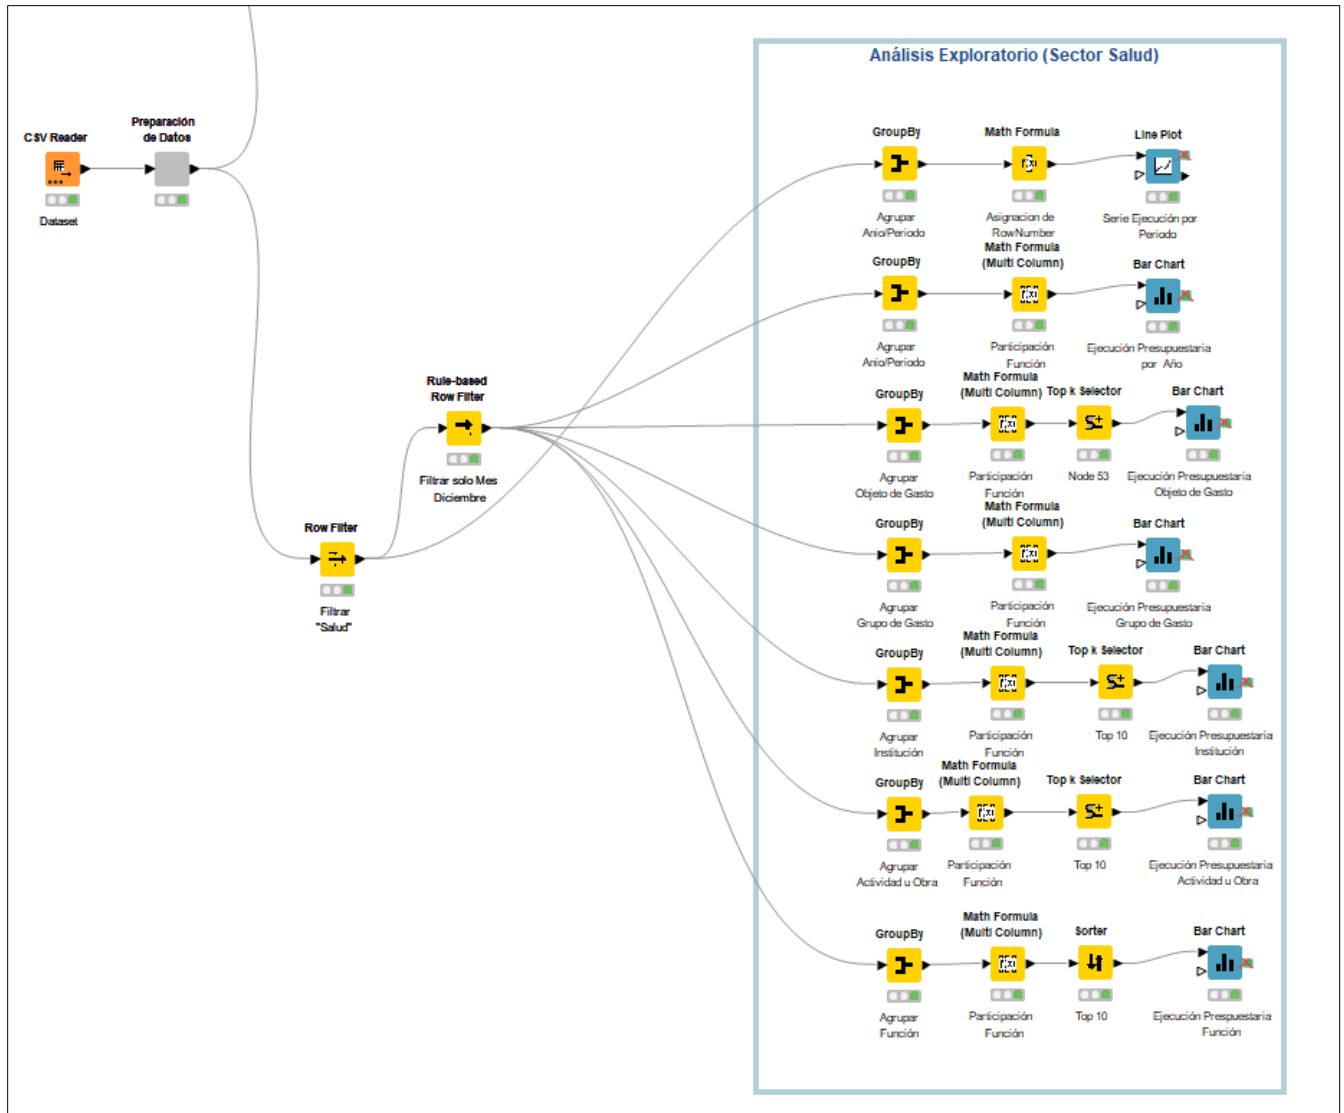 Análisis Exploratorio (Sector Salud)
CSV Reader
Dataset
Preparación
de Datos
Row Filter
Filtrar
"Salud"
Rule-based
Row Filter
Filtrar solo Mes
Diciembre
GroupBy
Agrupar
Anio/Periodo
Math Formula
Asignacion de
RowNumber
Line Plot
Serie Ejecución por
Periodo
GroupBy
Agrupar
Anio/Periodo
Math Formula
(Multi Column)
Participación
Función
Bar Chart
Ejecución Presupuestaria
por Año
GroupBy
Agrupar
Objeto de Gasto
Math Formula
(Multi Column)
Participación
Función
Top k Selector
Node 53
Bar Chart
Ejecución Presupuestaria
Objeto de Gasto
GroupBy
Agrupar
Grupo de Gasto
Math Formula
(Multi Column)
Participación
Función
Bar Chart
Ejecución Presupuestaria
Grupo de Gasto
GroupBy
Agrupar
Institución
Math Formula
(Multi Column)
Participación
Función
Top k Selector
Top 10
Bar Chart
Ejecución Presupuestaria
Institución
GroupBy
Agrupar
Actividad u Obra
Math Formula
(Multi Column)
Participación
Función
Top k Selector
Top 10
Bar Chart
Ejecución Presupuestaria
Actividad u Obra
GroupBy
Agrupar
Función
Math Formula
(Multi Column)
Participación
Función
Sorter
Top 10
Bar Chart
Ejecución Prespuestaria
Función